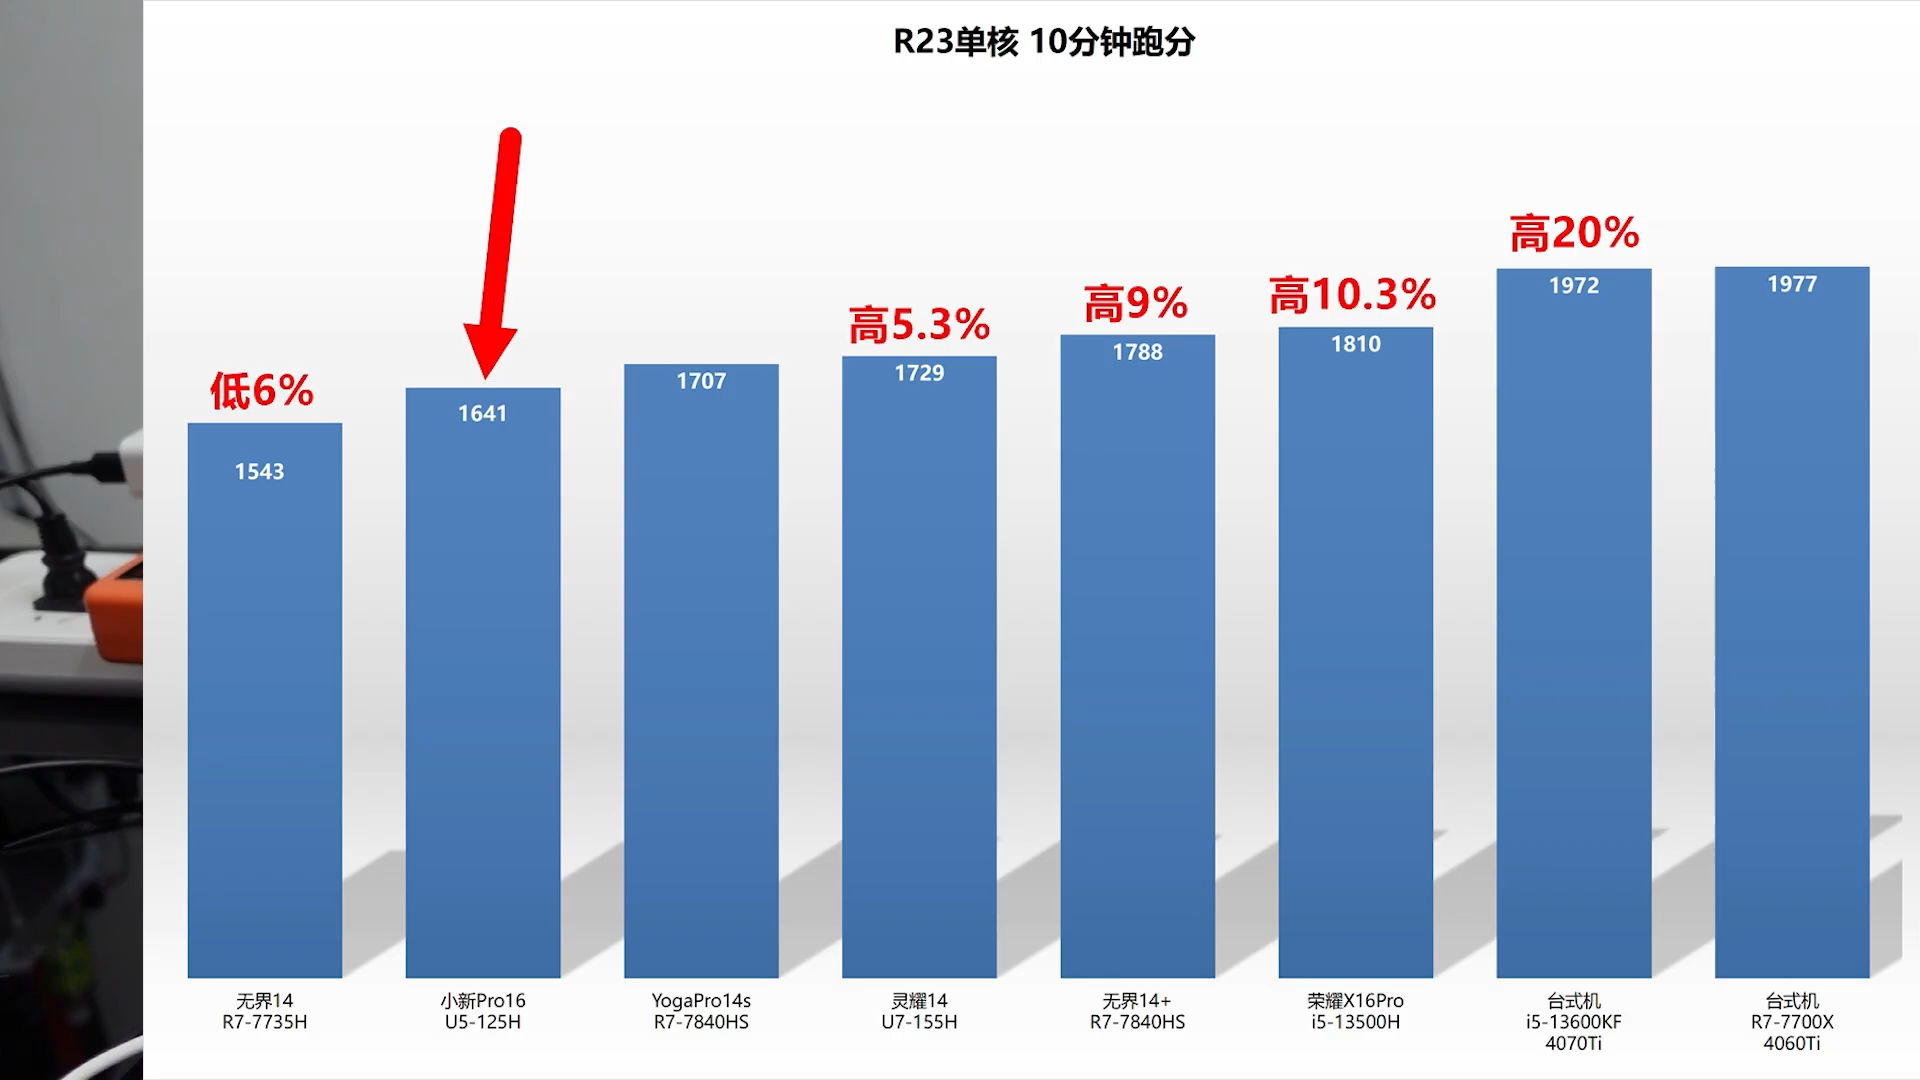 R23单核 10分钟跑分
高20%
高10.3%
高9%
高5.3%
低6%
1543
1641
1707
1729
1788
1810
1972
1977
无界14
R7-7735H
小新Pro16
U5-125H
YogaPro14s
R7-7840HS
灵耀14
U7-155H
无界14+
R7-7840HS
荣耀X16Pro
i5-13500H
台式机
i5-13600KF
4070Ti
台式机
R7-7700X
4060Ti